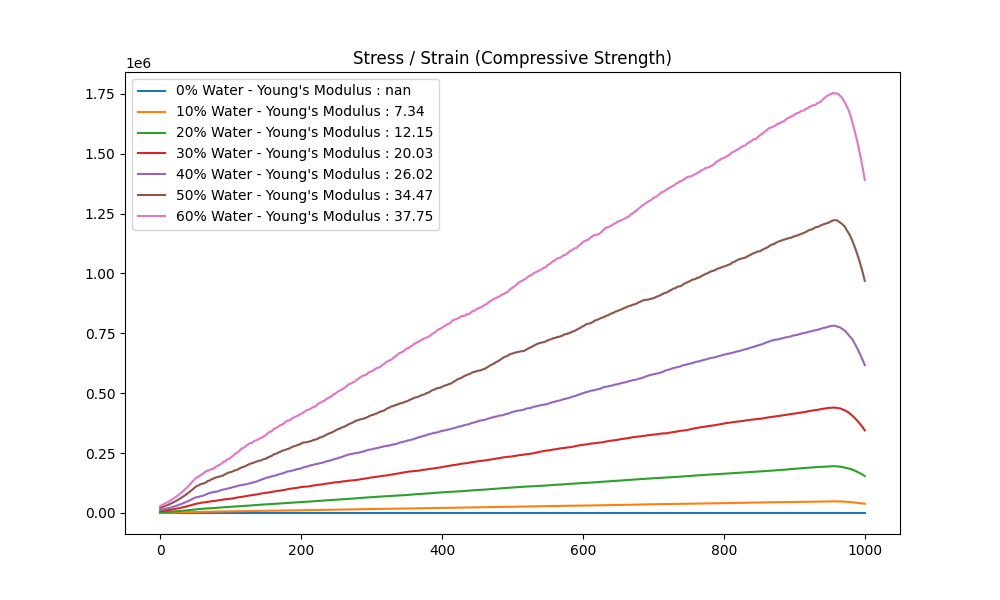 Stress / Strain (Compressive Strength)
1e6
0% Water - Young's Modulus : nan
10% Water - Young's Modulus : 7.34
20% Water - Young's Modulus : 12.15
30% Water - Young's Modulus : 20.03
40% Water - Young's Modulus : 26.02
50% Water - Young's Modulus : 34.47
60% Water - Young's Modulus : 37.75
1.75
1.50
1.25
1.00
0.75
0.50
0.25
0.00
0 200 400 600 800 1000